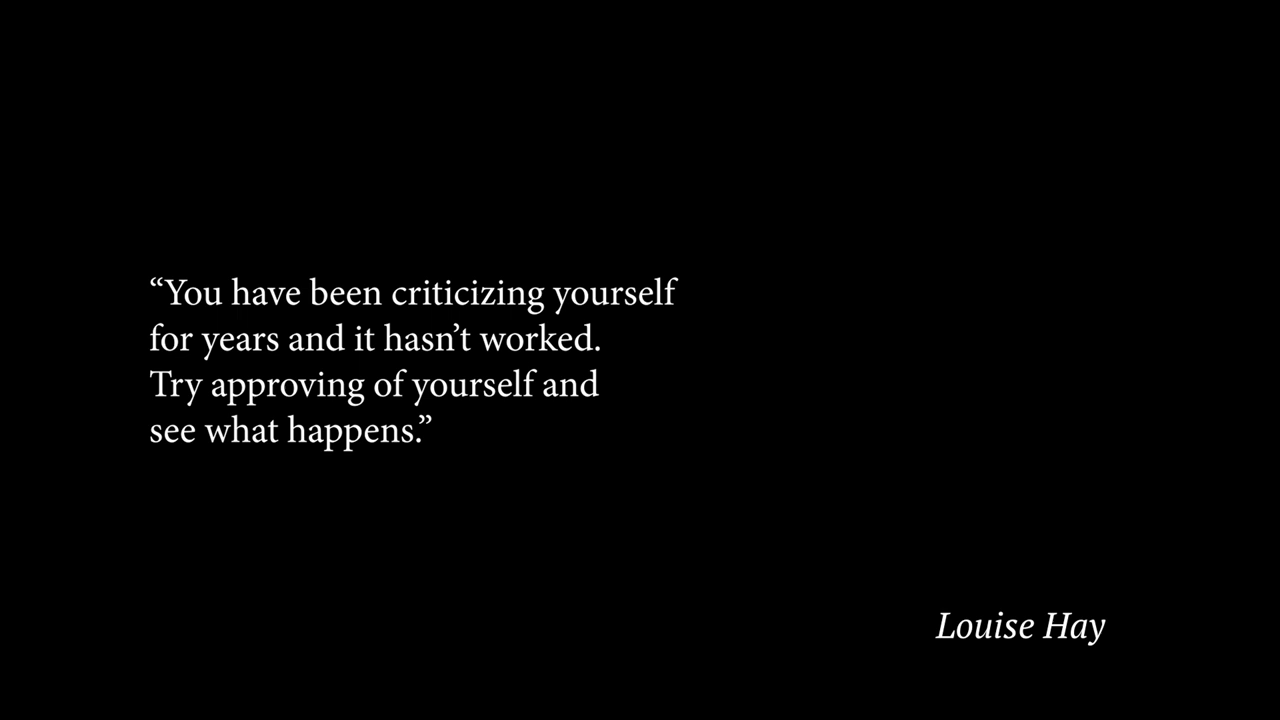 “You have been criticizing yourself
for years and it hasn’t worked.
Try approving of yourself and
see what happens.”
Louise Hay